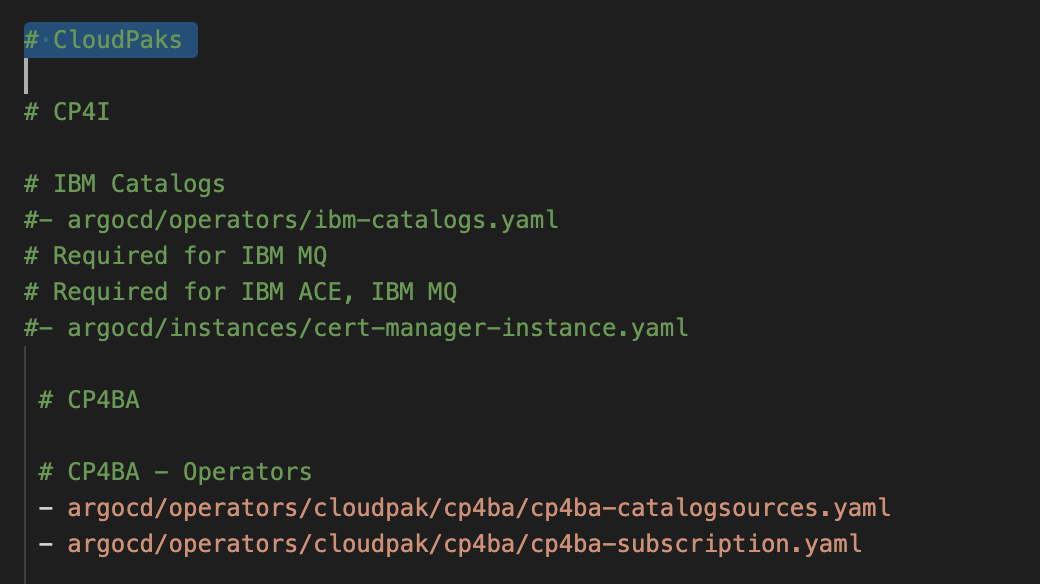 # CloudPaks
# CP4I
# IBM Catalogs
#- argocd/operators/ibm-catalogs.yaml
# Required for IBM MQ
# Required for IBM ACE, IBM MQ
#- argocd/instances/cert-manager-instance.yaml
# CP4BA
# CP4BA - Operators
- argocd/operators/cloudpak/cp4ba/cp4ba-catalogsources.yaml
- argocd/operators/cloudpak/cp4ba/cp4ba-subscription.yaml